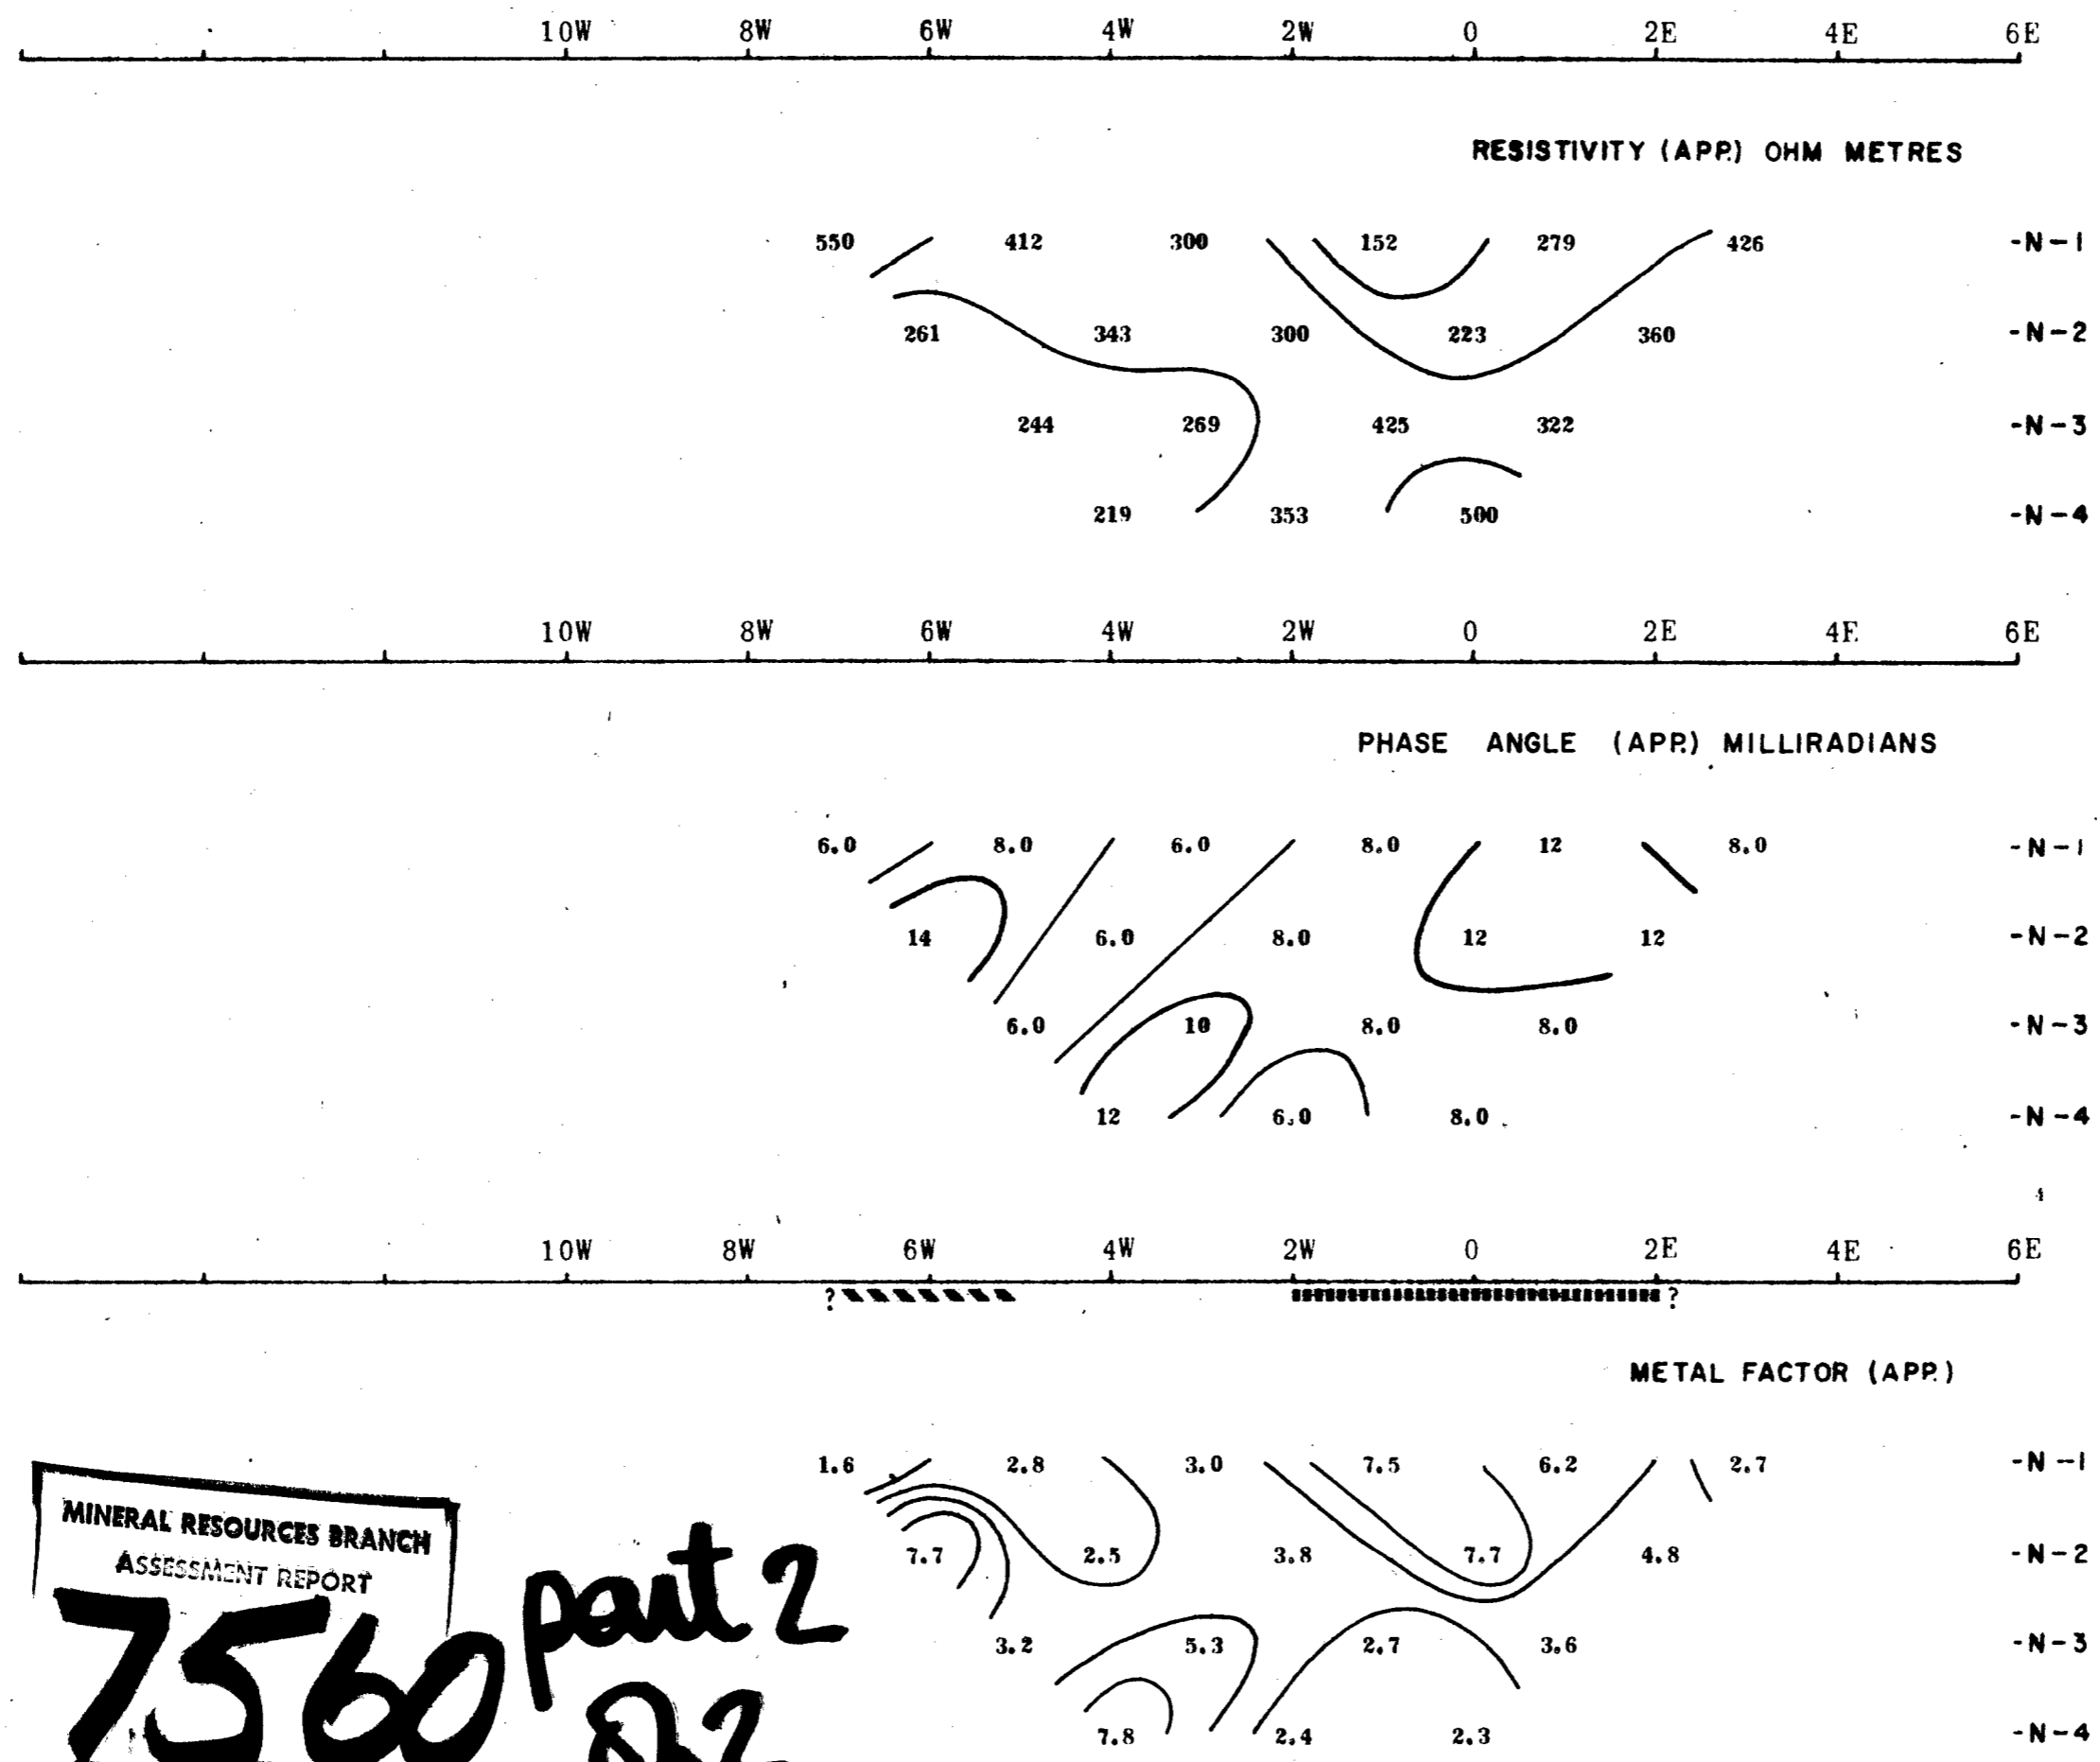 10W 8W 6W 4W 2W 0 2E 4E 6E
RESISTIVITY (APP.) OHM METRES
550 412 300 152 279 426 -N-1
261 343 300 223 360 -N-2
244 269 425 322 -N-3
219 353 500 -N-4
10W 8W 6W 4W 2W 0 2E 4E 6E
PHASE ANGLE (APP.) MILLIRADIANS
6.0 8.0 6.0 8.0 12 8.0 -N-1
14 6.0 8.0 12 12 -N-2
6.0 10 8.0 8.0 -N-3
12 6.0 8.0 -N-4
10W 8W 6W 4W 2W 0 2E 4E 6E
? ?
METAL FACTOR (APP.)
1.6 2.8 3.0 7.5 6.2 2.7 -N-1
7.7 2.5 3.8 7.7 4.8 -N-2
3.2 5.3 2.7 3.6 -N-3
7.8 2.4 2.3 -N-4
MINERAL RESOURCES BRANCH
ASSESSMENT REPORT
7560 part 2